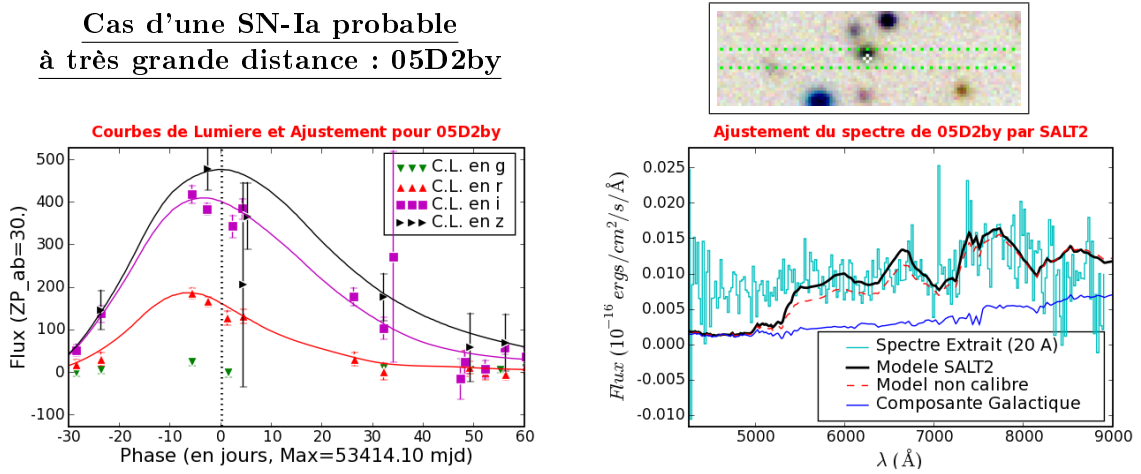 Cas d'une SN-Ia probable
à très grande distance : 05D2by
Courbes de Lumiere et Ajustement pour 05D2by
C.L. en g
C.L. en r
C.L. en i
C.L. en z
Flux (ZP_ab=30.)
500
400
300
200
100
0
-100
-30
-20
-10
0
10
20
30
40
50
60
Phase (en jours, Max=53414.10 mjd)
Ajustement du spectre de 05D2by par SALT2
Flux (10⁻¹⁶ ergs/cm²/s/Å)
0.025
0.020
0.015
0.010
0.005
0.000
-0.005
-0.010
Spectre Extrait (20 A)
Modele SALT2
Model non calibre
Composante Galactique
5000
6000
7000
8000
9000
λ (Å)